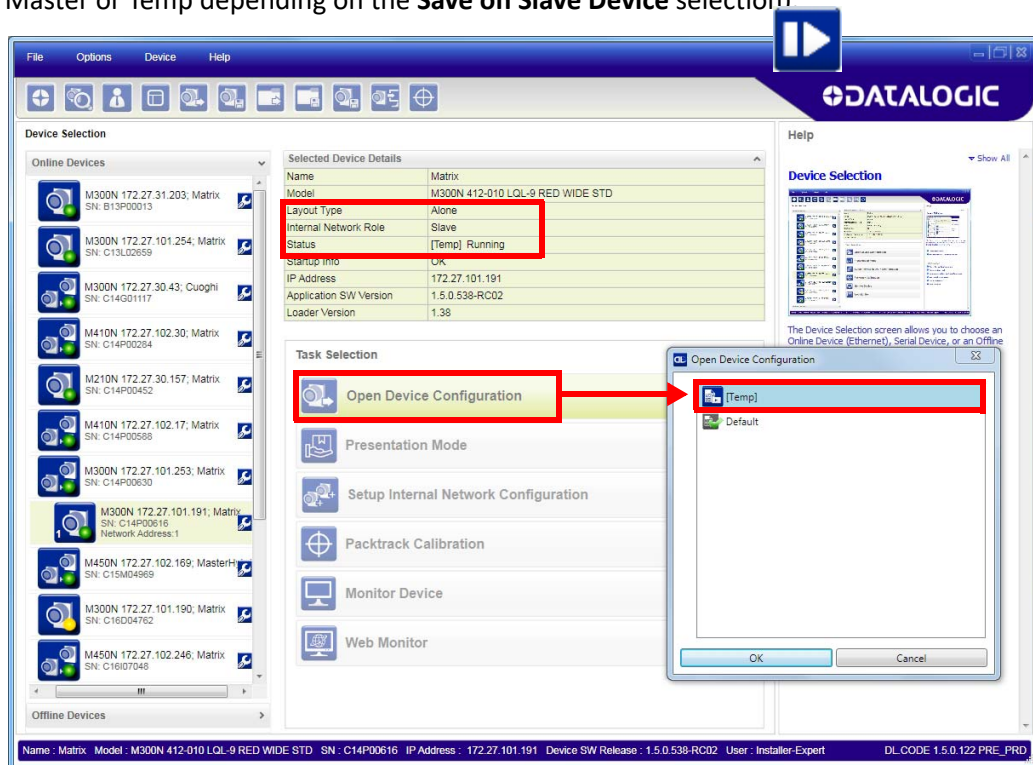 Master or Temp depending on the Save on Slave Device selection)
File Options Device Help
DATALOGIC
Device Selection
Online Devices
M300N 172.27.31.203; Matrix
SN: B13P00013
M300N 172.27.101.254; Matrix
SN: C13L02659
M300N 172.27.30.43; Cuoghi
SN: C14G01117
M410N 172.27.102.30; Matrix
SN: C14P00284
M210N 172.27.30.157; Matrix
SN: C14P00452
M410N 172.27.102.17; Matrix
SN: C14P00588
M300N 172.27.101.253; Matrix
SN: C14P00630
M300N 172.27.101.191; Matrix
SN: C14P00616
1 Network Address:1
M450N 172.27.102.169; MasterHy
SN: C15M04969
M300N 172.27.101.190; Matrix
SN: C16D04762
M450N 172.27.102.246; Matrix
SN: C16I07048
Offline Devices
Selected Device Details
Name Matrix
Model M300N 412-010 LQL-9 RED WIDE STD
Layout Type Alone
Internal Network Role Slave
Status [Temp] Running
Startup Info OK
IP Address 172.27.101.191
Application SW Version 1.5.0.538-RC02
Loader Version 1.38
Task Selection
Open Device Configuration
Presentation Mode
Setup Internal Network Configuration
Packtrack Calibration
Monitor Device
Web Monitor
Help
Show All
Device Selection
The Device Selection screen allows you to choose an
Online Device (Ethernet), Serial Device, or an Offline
Open Device Configuration
[Temp]
Default
OK Cancel
Name : Matrix Model : M300N 412-010 LQL-9 RED WIDE STD SN : C14P00616 IP Address : 172.27.101.191 Device SW Release : 1.5.0.538-RC02 User : Installer-Expert DL.CODE 1.5.0.122 PRE_PRD